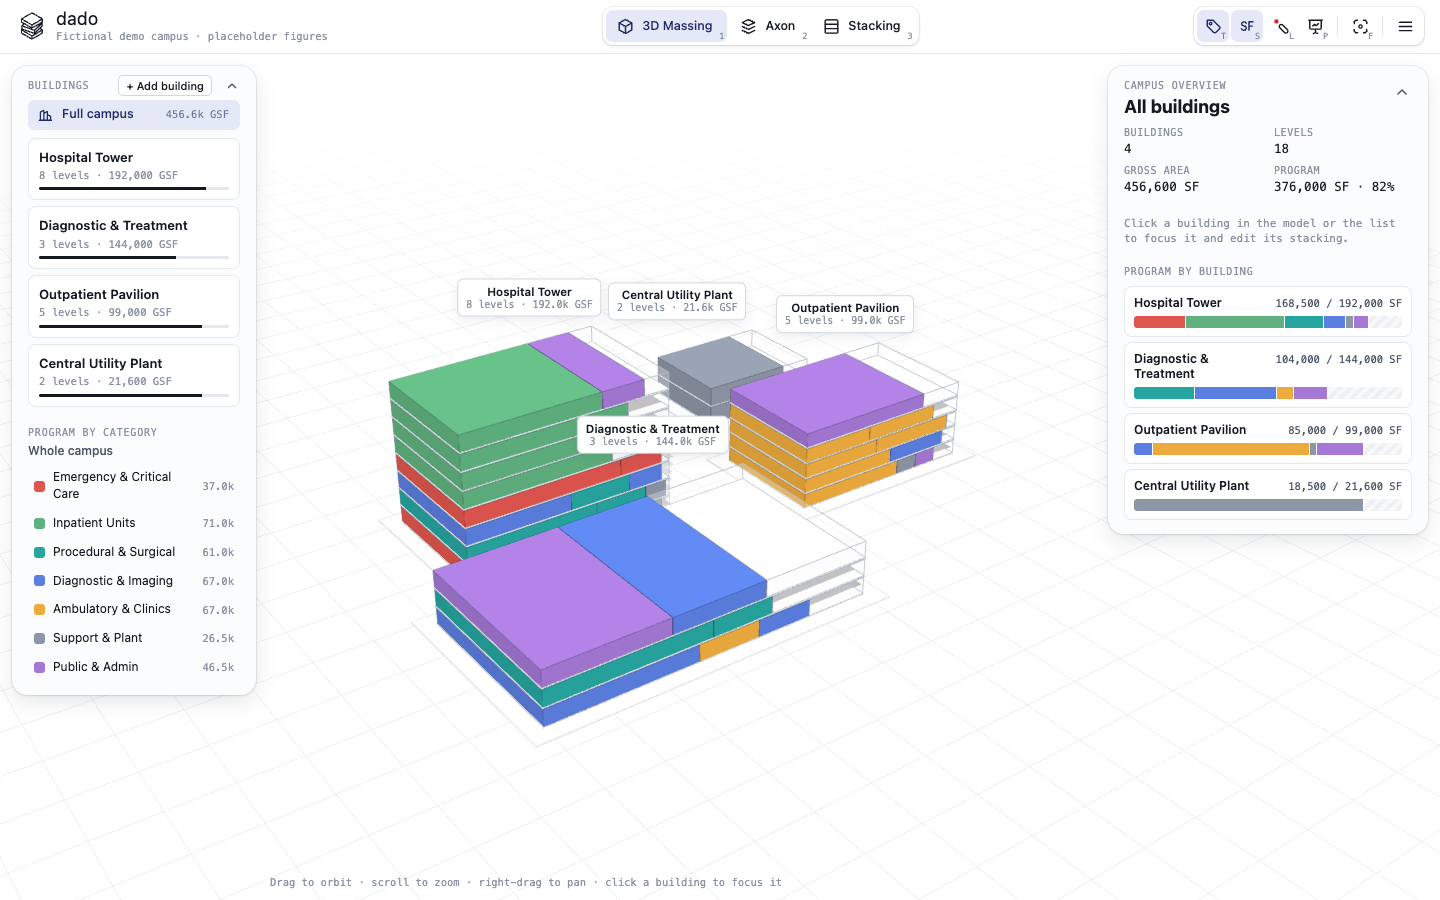 dado
Fictional demo campus · placeholder figures
3D Massing 1
Axon 2
Stacking 3
T
SF S
L
P
F
BUILDINGS
+ Add building
Full campus 456.6k GSF
Hospital Tower
8 levels · 192,000 GSF
Diagnostic & Treatment
3 levels · 144,000 GSF
Outpatient Pavilion
5 levels · 99,000 GSF
Central Utility Plant
2 levels · 21,600 GSF
PROGRAM BY CATEGORY
Whole campus
Emergency & Critical
Care 37.0k
Inpatient Units 71.0k
Procedural & Surgical 61.0k
Diagnostic & Imaging 67.0k
Ambulatory & Clinics 67.0k
Support & Plant 26.5k
Public & Admin 46.5k
Hospital Tower
8 levels · 192.0k GSF
Central Utility Plant
2 levels · 21.6k GSF
Outpatient Pavilion
5 levels · 99.0k GSF
Diagnostic & Treatment
3 levels · 144.0k GSF
Drag to orbit · scroll to zoom · right-drag to pan · click a building to focus it
CAMPUS OVERVIEW
All buildings
BUILDINGS LEVELS
4 18
GROSS AREA PROGRAM
456,600 SF 376,000 SF · 82%
Click a building in the model or the list
to focus it and edit its stacking.
PROGRAM BY BUILDING
Hospital Tower 168,500 / 192,000 SF
Diagnostic & 104,000 / 144,000 SF
Treatment
Outpatient Pavilion 85,000 / 99,000 SF
Central Utility Plant 18,500 / 21,600 SF